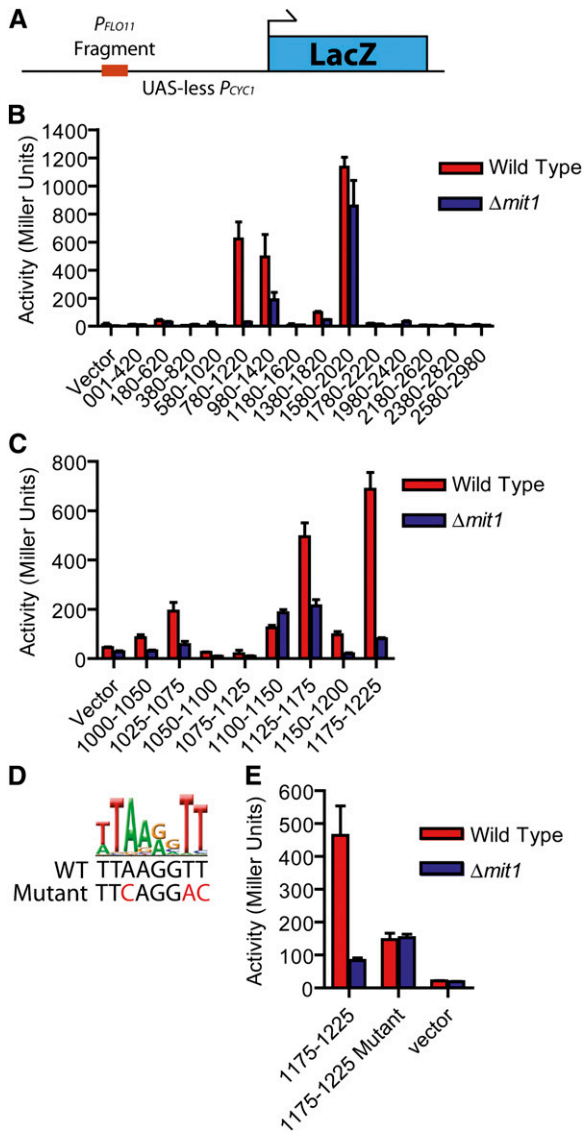 A
PFLO11
Fragment
LacZ
UAS-less PCYC1
B
Activity (Miller Units)
1400
1200
1000
800
600
400
200
0
Wild Type
Δmit1
Vector
001-420
180-620
380-820
580-1020
780-1220
980-1420
1180-1620
1380-1820
1580-2020
1780-2220
1980-2420
2180-2620
2380-2820
2580-2980
C
Activity (Miller Units)
800
600
400
200
0
Wild Type
Δmit1
Vector
1000-1050
1025-1075
1050-1100
1075-1125
1100-1150
1125-1175
1150-1200
1175-1225
D
WT TTAAGGTT
Mutant TTCAGGAC
E
Activity (Miller Units)
600
500
400
300
200
100
0
Wild Type
Δmit1
1175-1225
1175-1225 Mutant
vector